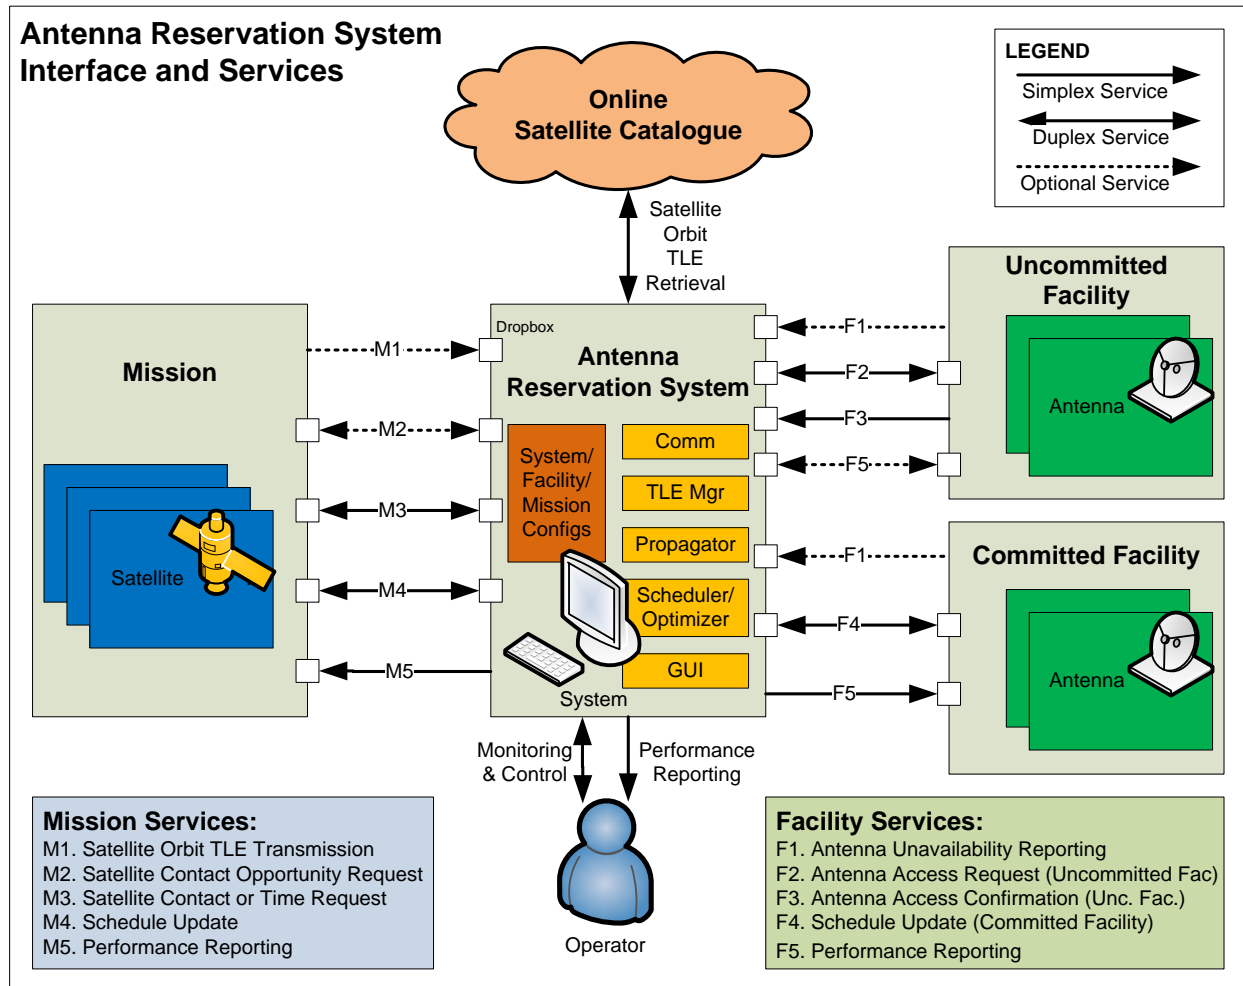 Antenna Reservation System
Interface and Services
LEGEND
Simplex Service
Duplex Service
Optional Service
Online
Satellite Catalogue
Satellite
Orbit
TLE
Retrieval
Mission
Satellite
M1
M2
M3
M4
M5
Dropbox
Antenna
Reservation System
System/
Facility/
Mission
Configs
Comm
TLE Mgr
Propagator
Scheduler/
Optimizer
GUI
System
F1
F2
F3
F5
F1
F4
F5
Uncommitted
Facility
Antenna
Committed Facility
Antenna
Monitoring
& Control
Performance
Reporting
Operator
Mission Services:
M1. Satellite Orbit TLE Transmission
M2. Satellite Contact Opportunity Request
M3. Satellite Contact or Time Request
M4. Schedule Update
M5. Performance Reporting
Facility Services:
F1. Antenna Unavailability Reporting
F2. Antenna Access Request (Uncommitted Fac)
F3. Antenna Access Confirmation (Unc. Fac.)
F4. Schedule Update (Committed Facility)
F5. Performance Reporting